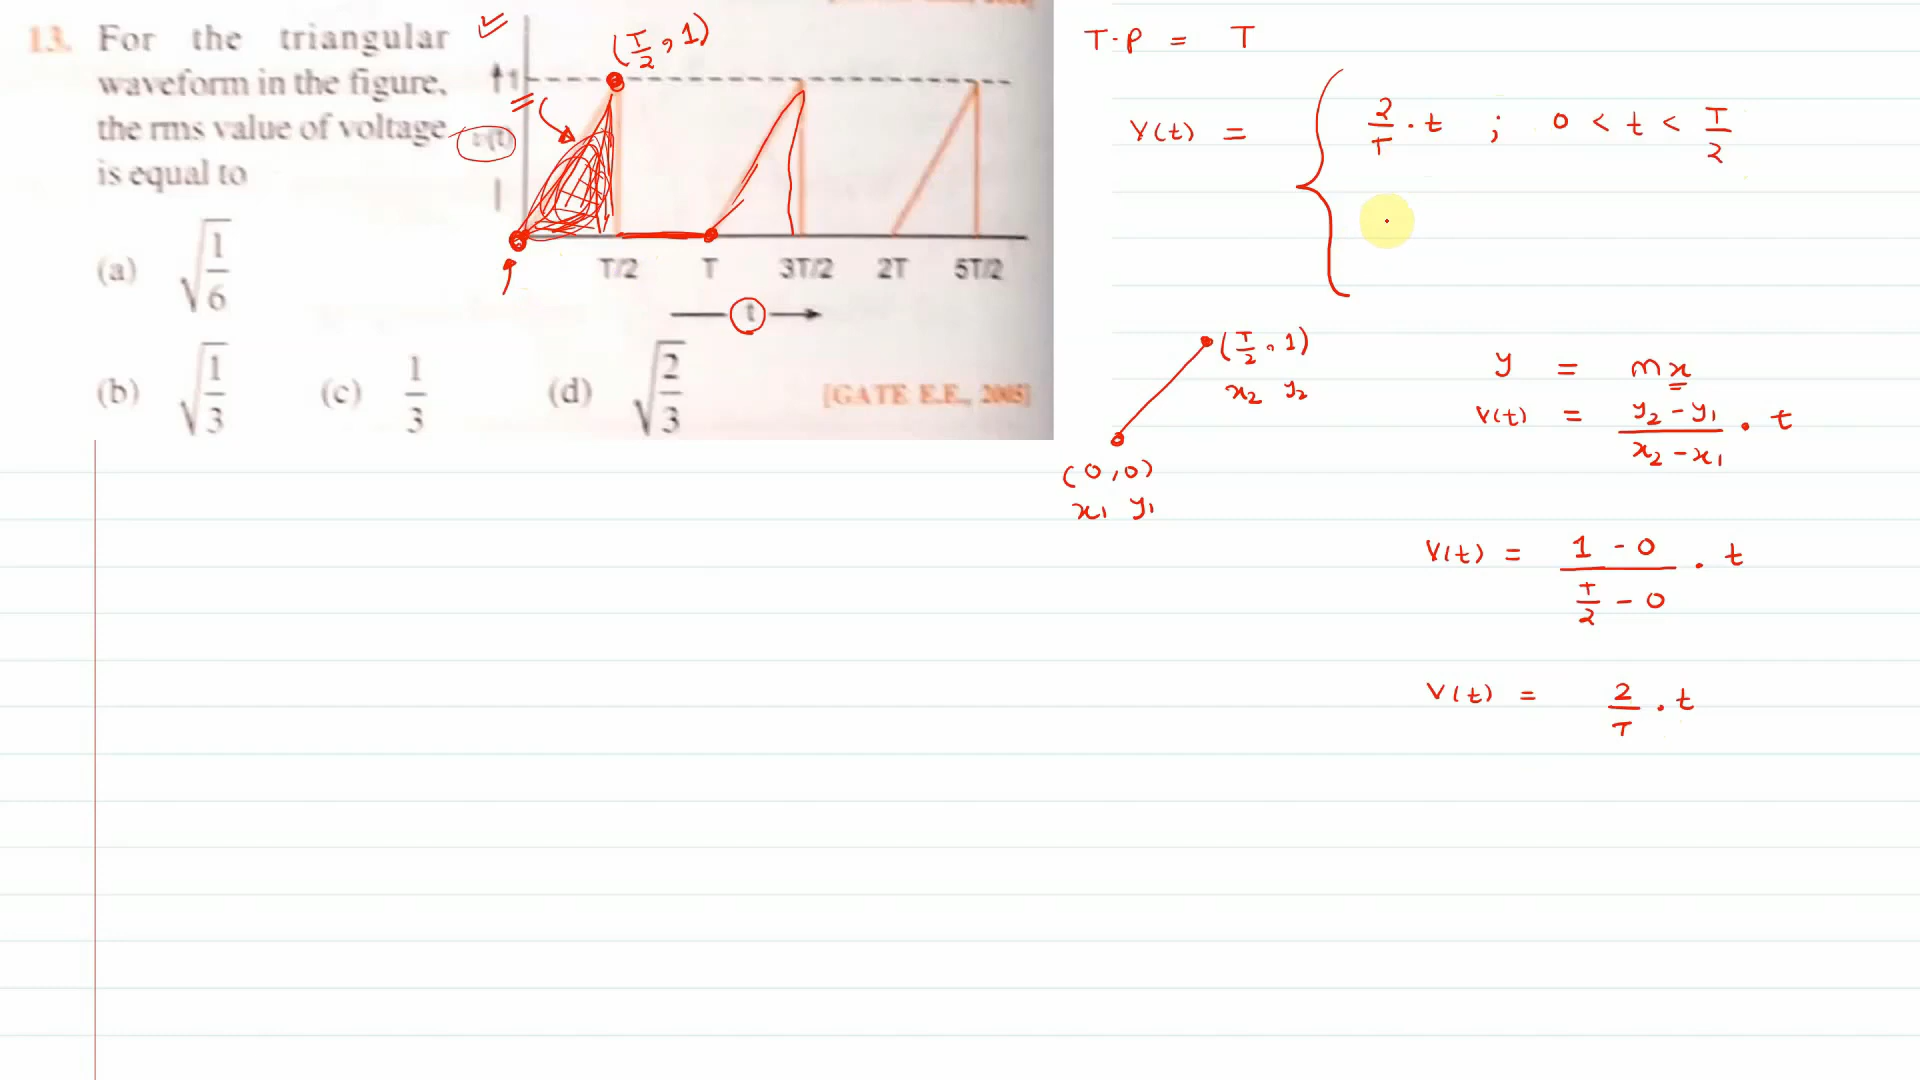 13. For the triangular
waveform in the figure,
the rms value of voltage
is equal to
(a) √1/6
(b) √1/3 (c) 1/3 (d) √2/3
[GATE E.E., 2005]
1
v(t)
T/2 T 3T/2 2T 5T/2
t
(T/2, 1)
T.P = T
V(t) = { 2/T . t ; 0 < t < T/2
(T/2, 1)
x2 y2
(0,0)
x1 y1
y = mx
V(t) = y2 - y1 / x2 - x1 . t
V(t) = 1 - 0 / T/2 - 0 . t
V(t) = 2/T . t